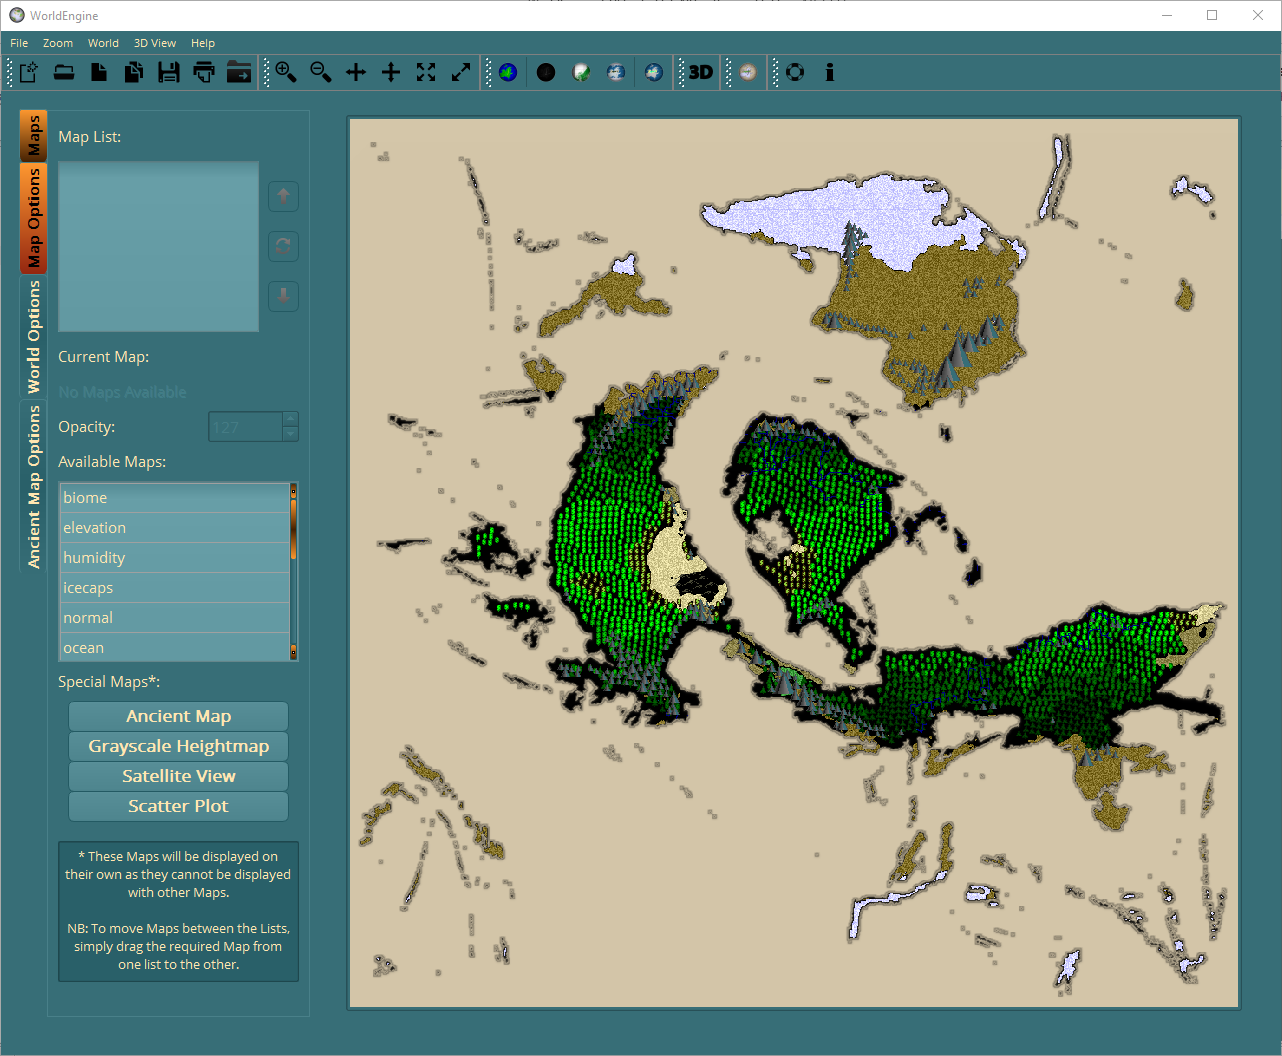 WorldEngine
File Zoom World 3D View Help
3D
Maps
Map Options
World Options
Ancient Map Options
Map List:
Current Map:
No Maps Available
Opacity:
127
Available Maps:
biome
elevation
humidity
icecaps
normal
ocean
Special Maps*:
Ancient Map
Grayscale Heightmap
Satellite View
Scatter Plot
* These Maps will be displayed on
their own as they cannot be displayed
with other Maps.
NB: To move Maps between the Lists,
simply drag the required Map from
one list to the other.